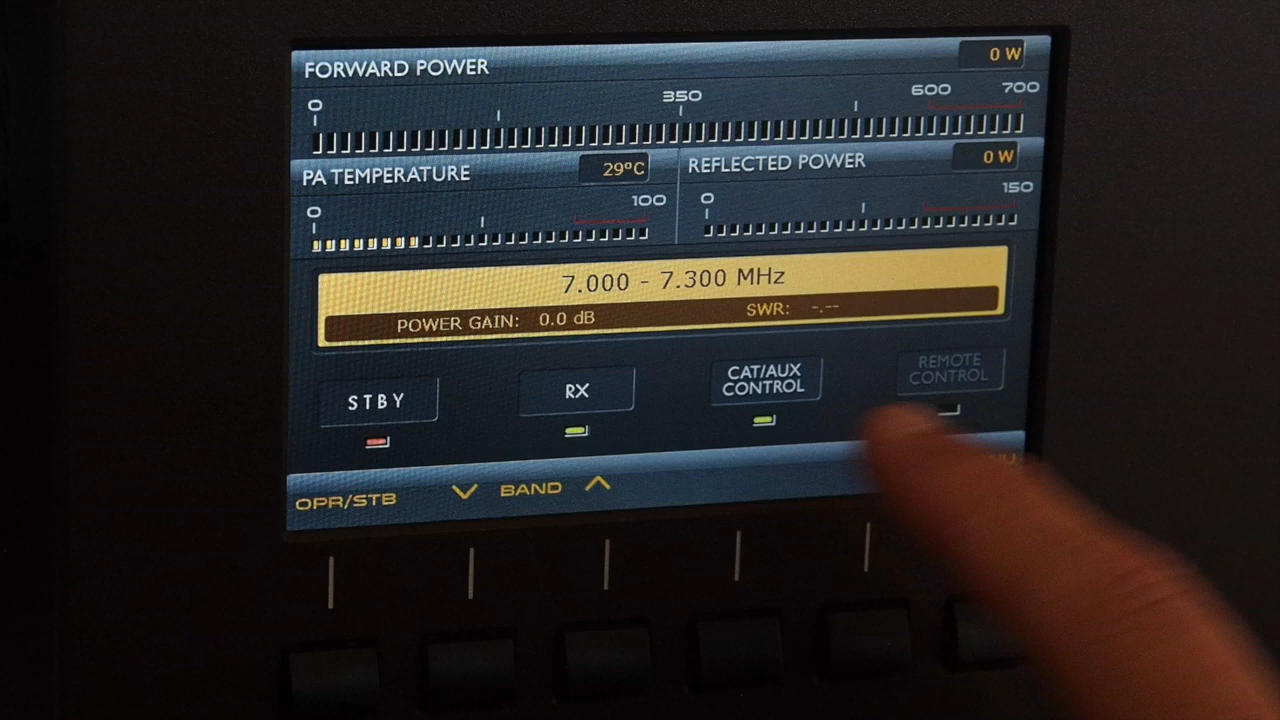 FORWARD POWER 0 W
0 350 600 700
PA TEMPERATURE 29°C
0 100
REFLECTED POWER 0 W
0 150
7.000 - 7.300 MHz
POWER GAIN: 0.0 dB SWR: -.--
STBY
RX
CAT/AUX
CONTROL
REMOTE
CONTROL
OPR/STB BAND